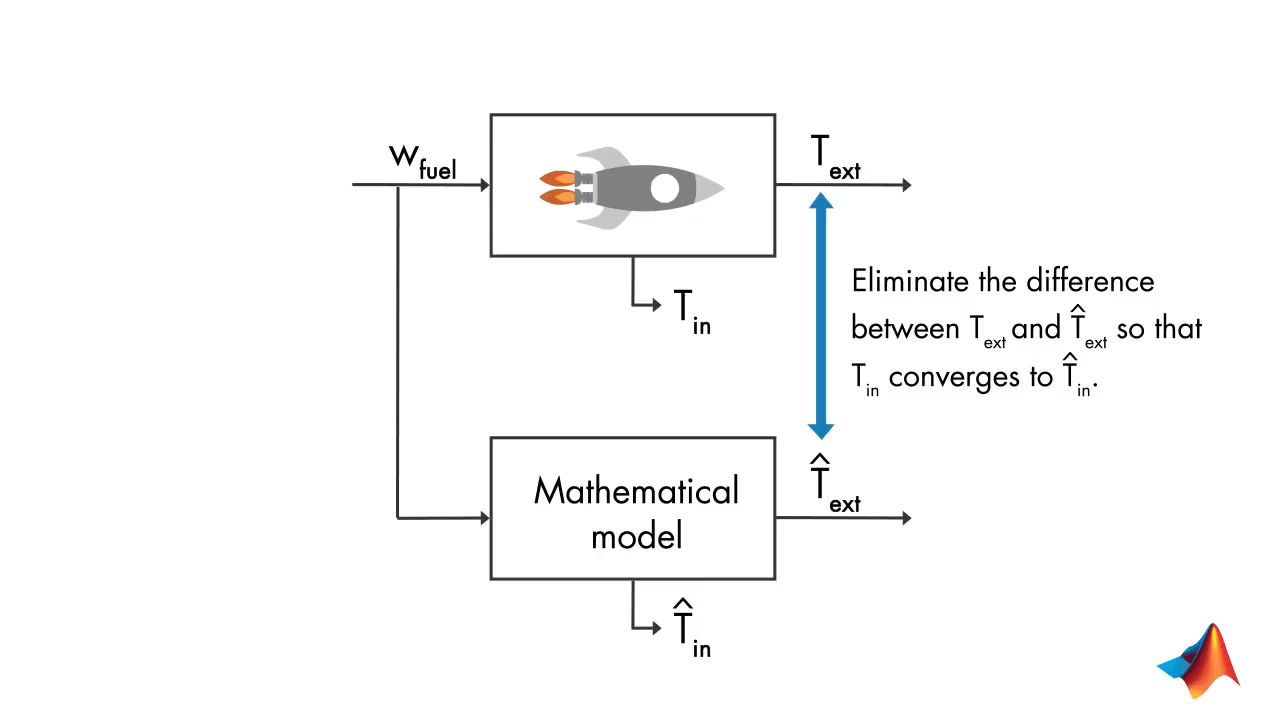 w_fuel
T_ext
T_in
Eliminate the difference
between T_ext and T̂_ext so that
T_in converges to T̂_in.
Mathematical
model
T̂_ext
T̂_in